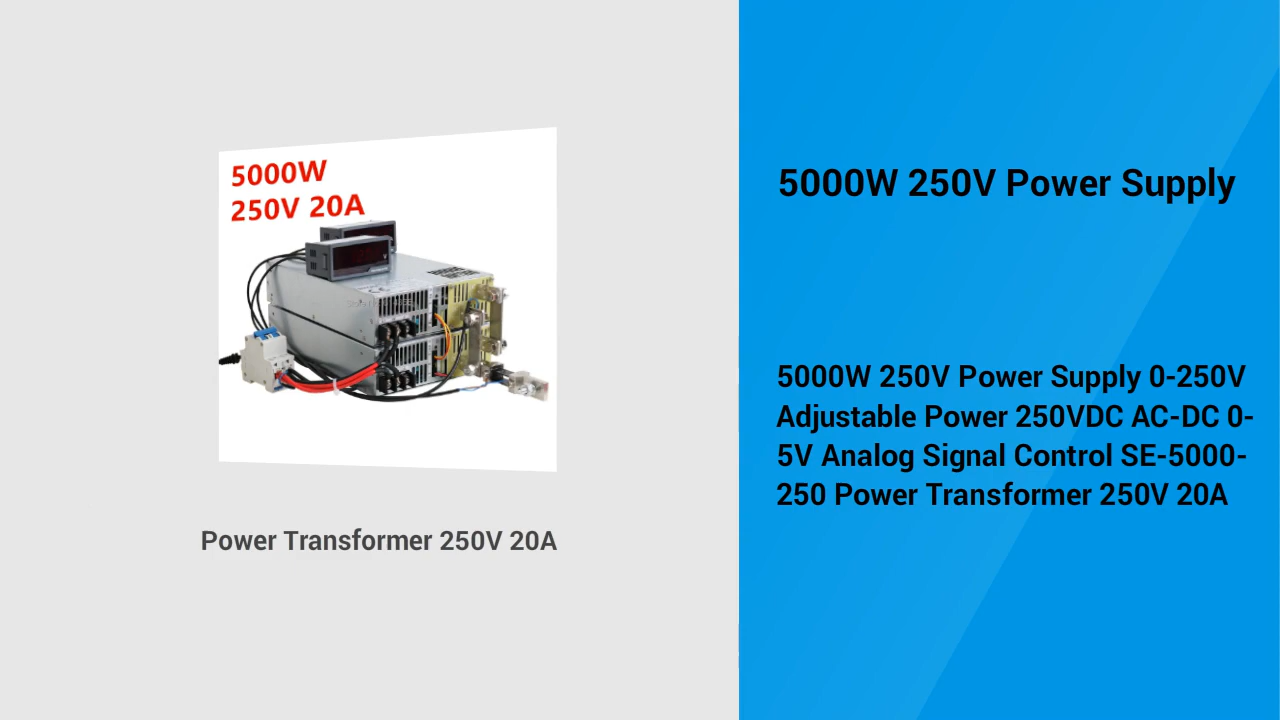 5000W
250V 20A
Power Transformer 250V 20A
5000W 250V Power Supply
5000W 250V Power Supply 0-250V
Adjustable Power 250VDC AC-DC 0-
5V Analog Signal Control SE-5000-
250 Power Transformer 250V 20A